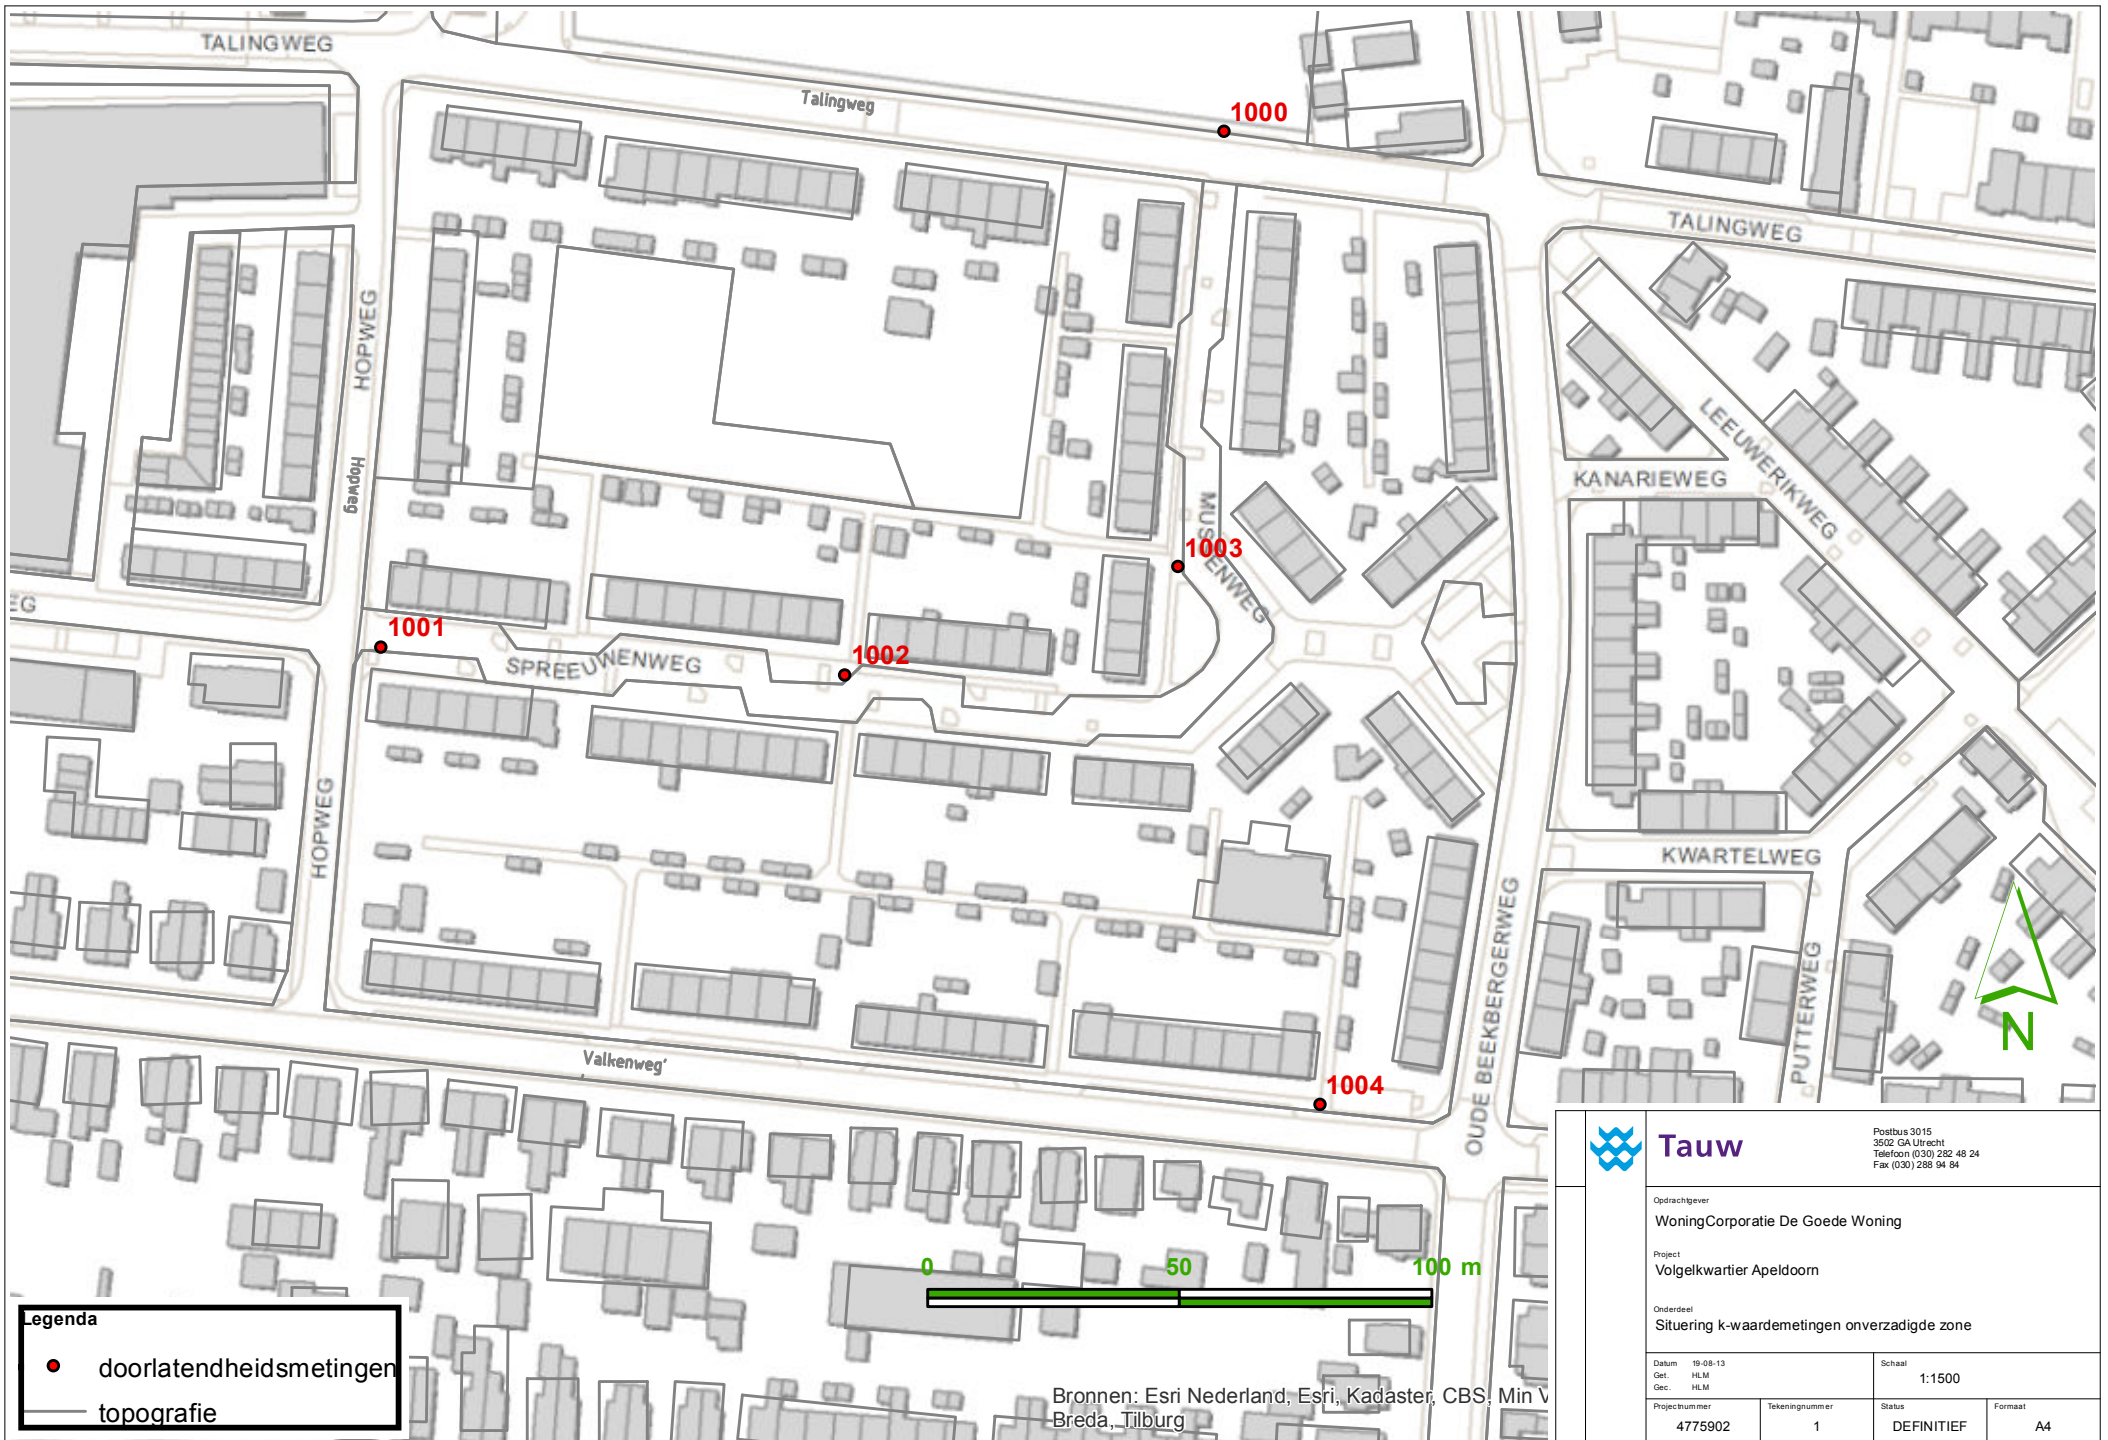 TALINGWEG
Talingweg
1000
TALINGWEG
HOPWEG
Hopweg
LEEUWERIKWEG
KANARIEWEG
MUSSENWEG
1003
EG
1001
SPREEUWENWEG
1002
HOPWEG
KWARTELWEG
OUDE BEEKBERGERWEG
PUTTERWEG
N
Valkenweg
1004
0 50 100 m
Legenda
doorlatendheidsmetingen
topografie
Bronnen: Esri Nederland, Esri, Kadaster, CBS, Min V
Breda, Tilburg
Tauw
Postbus 3015
3502 GA Utrecht
Telefoon (030) 282 48 24
Fax (030) 288 94 84
Opdrachtgever
WoningCorporatie De Goede Woning
Project
Volgelkwartier Apeldoorn
Onderdeel
Situering k-waardemetingen onverzadigde zone
Datum 19-08-13
Get. HLM
Gec. HLM
Schaal
1:1500
Projectnummer
4775902
Tekeningnummer
1
Status
DEFINITIEF
Formaat
A4